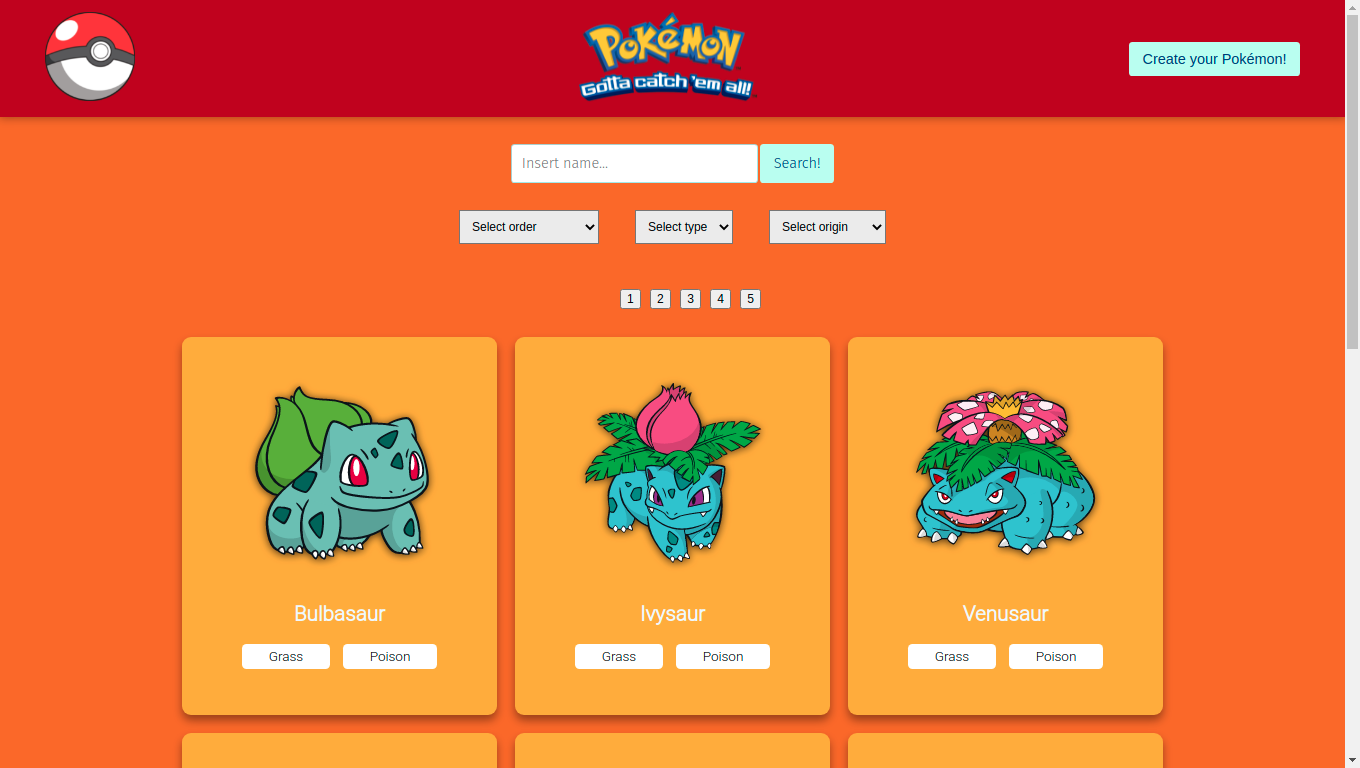 POKéMON
Gotta catch 'em all!
Create your Pokémon!
Insert name...
Search!
Select order
Select type
Select origin
1 2 3 4 5
Bulbasaur
Ivysaur
Venusaur
Grass
Poison
Grass
Poison
Grass
Poison